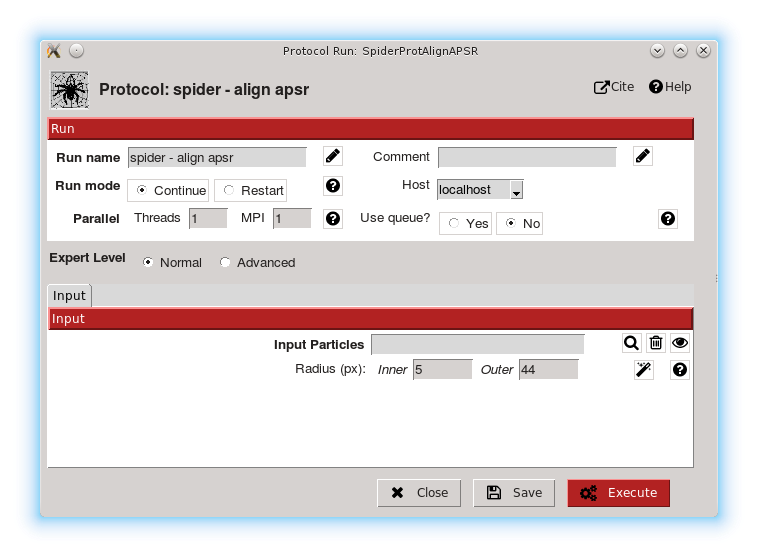 Protocol Run: SpiderProtAlignAPSR
Protocol: spider - align apsr Cite Help
Run
Run name spider - align apsr Comment
Run mode Continue Restart Host localhost
Parallel Threads 1 MPI 1 Use queue? Yes No
Expert Level Normal Advanced
Input
Input
Input Particles
Radius (px): Inner 5 Outer 44
Close Save Execute